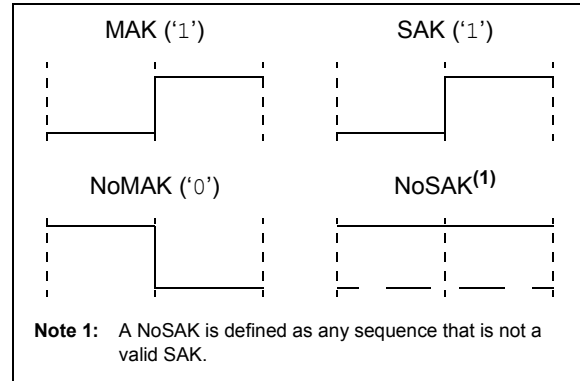 MAK (‘1’) SAK (‘1’)
NoMAK (‘0’) NoSAK(1)
Note 1: A NoSAK is defined as any sequence that is not a
valid SAK.